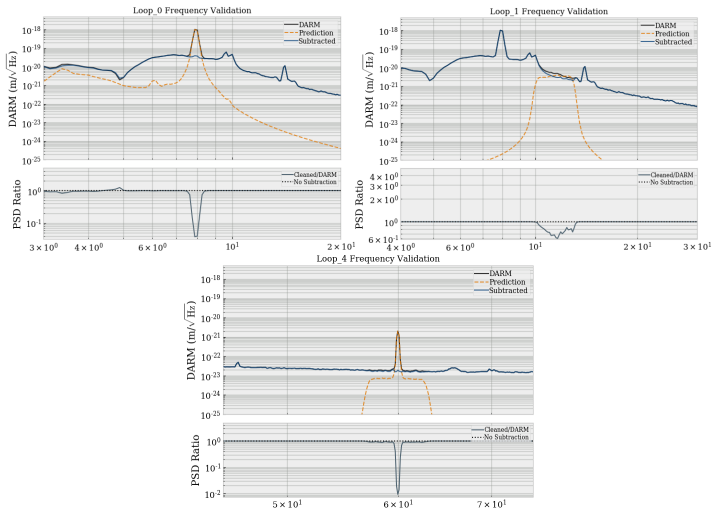 Loop_0 Frequency Validation
DARM
Prediction
Subtracted
DARM (m/√Hz)
10⁻¹⁸
10⁻¹⁹
10⁻²⁰
10⁻²¹
10⁻²²
10⁻²³
10⁻²⁴
10⁻²⁵
Cleaned/DARM
No Subtraction
PSD Ratio
10⁰
10⁻¹
3 × 10⁰ 4 × 10⁰ 6 × 10⁰ 10¹ 20¹
Loop_1 Frequency Validation
DARM
Prediction
Subtracted
DARM (m/√Hz)
10⁻¹⁸
10⁻¹⁹
10⁻²⁰
10⁻²¹
10⁻²²
10⁻²³
10⁻²⁴
10⁻²⁵
Cleaned/DARM
No Subtraction
PSD Ratio
4 × 10⁰
3 × 10⁰
2 × 10⁰
10⁰
6 × 10⁻¹
4 × 10⁰ 6 × 10⁰ 10¹ 2 × 10¹ 3 × 10¹
Loop_4 Frequency Validation
DARM
Prediction
Subtracted
DARM (m/√Hz)
10⁻¹⁸
10⁻¹⁹
10⁻²⁰
10⁻²¹
10⁻²²
10⁻²³
10⁻²⁴
10⁻²⁵
Cleaned/DARM
No Subtraction
PSD Ratio
10⁰
10⁻¹
10⁻²
5 × 10¹ 6 × 10¹ 7 × 10¹